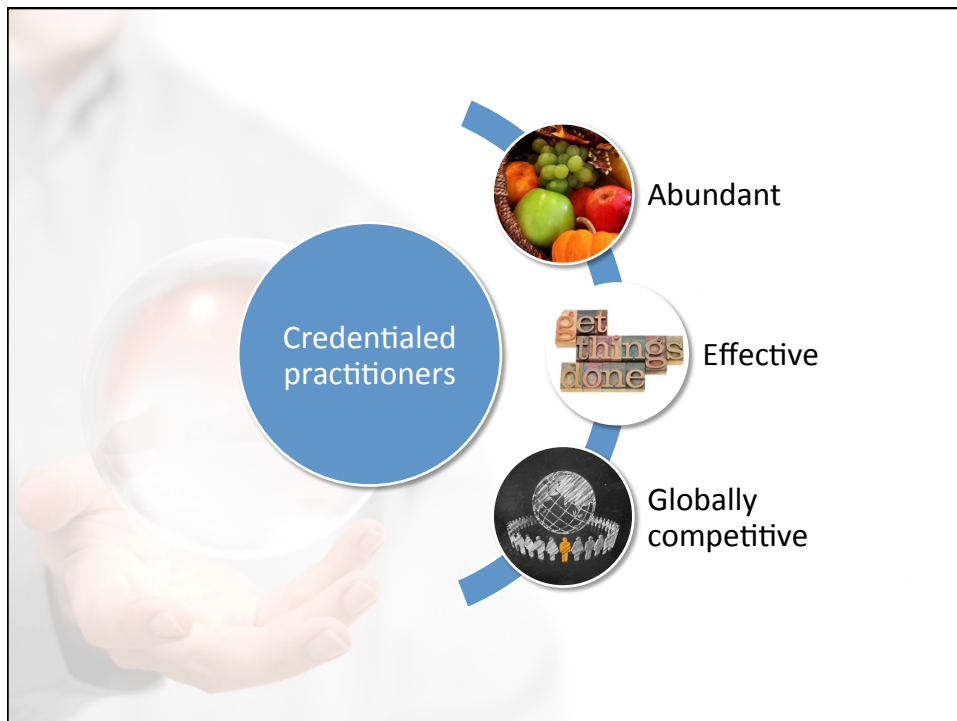 Credentialed
practitioners
Abundant
get
things
done
Effective
Globally
competitive